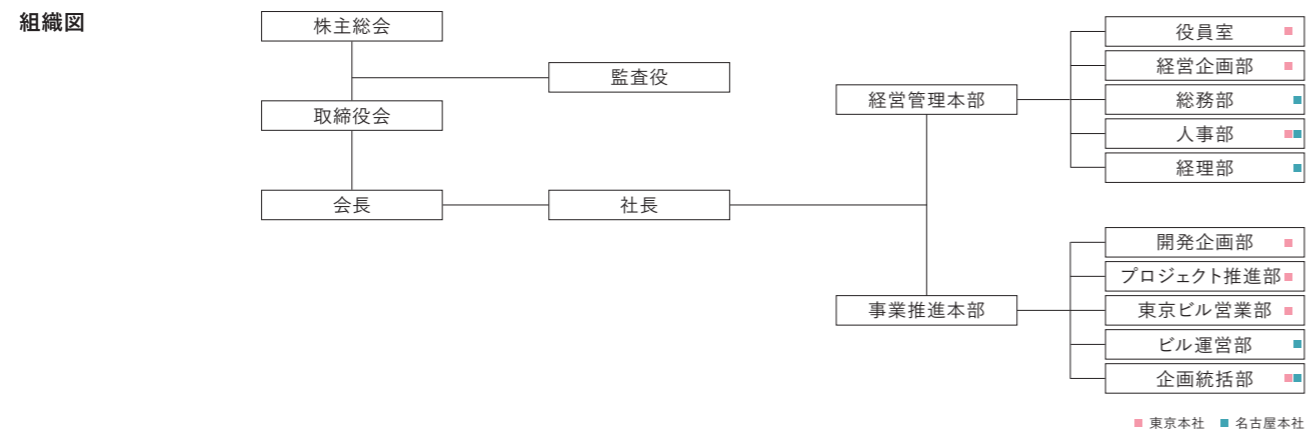 組織図
株主総会
監査役
取締役会
会長
社長
経営管理本部
役員室
経営企画部
総務部
人事部
経理部
事業推進本部
開発企画部
プロジェクト推進部
東京ビル営業部
ビル運営部
企画統括部
東京本社 名古屋本社